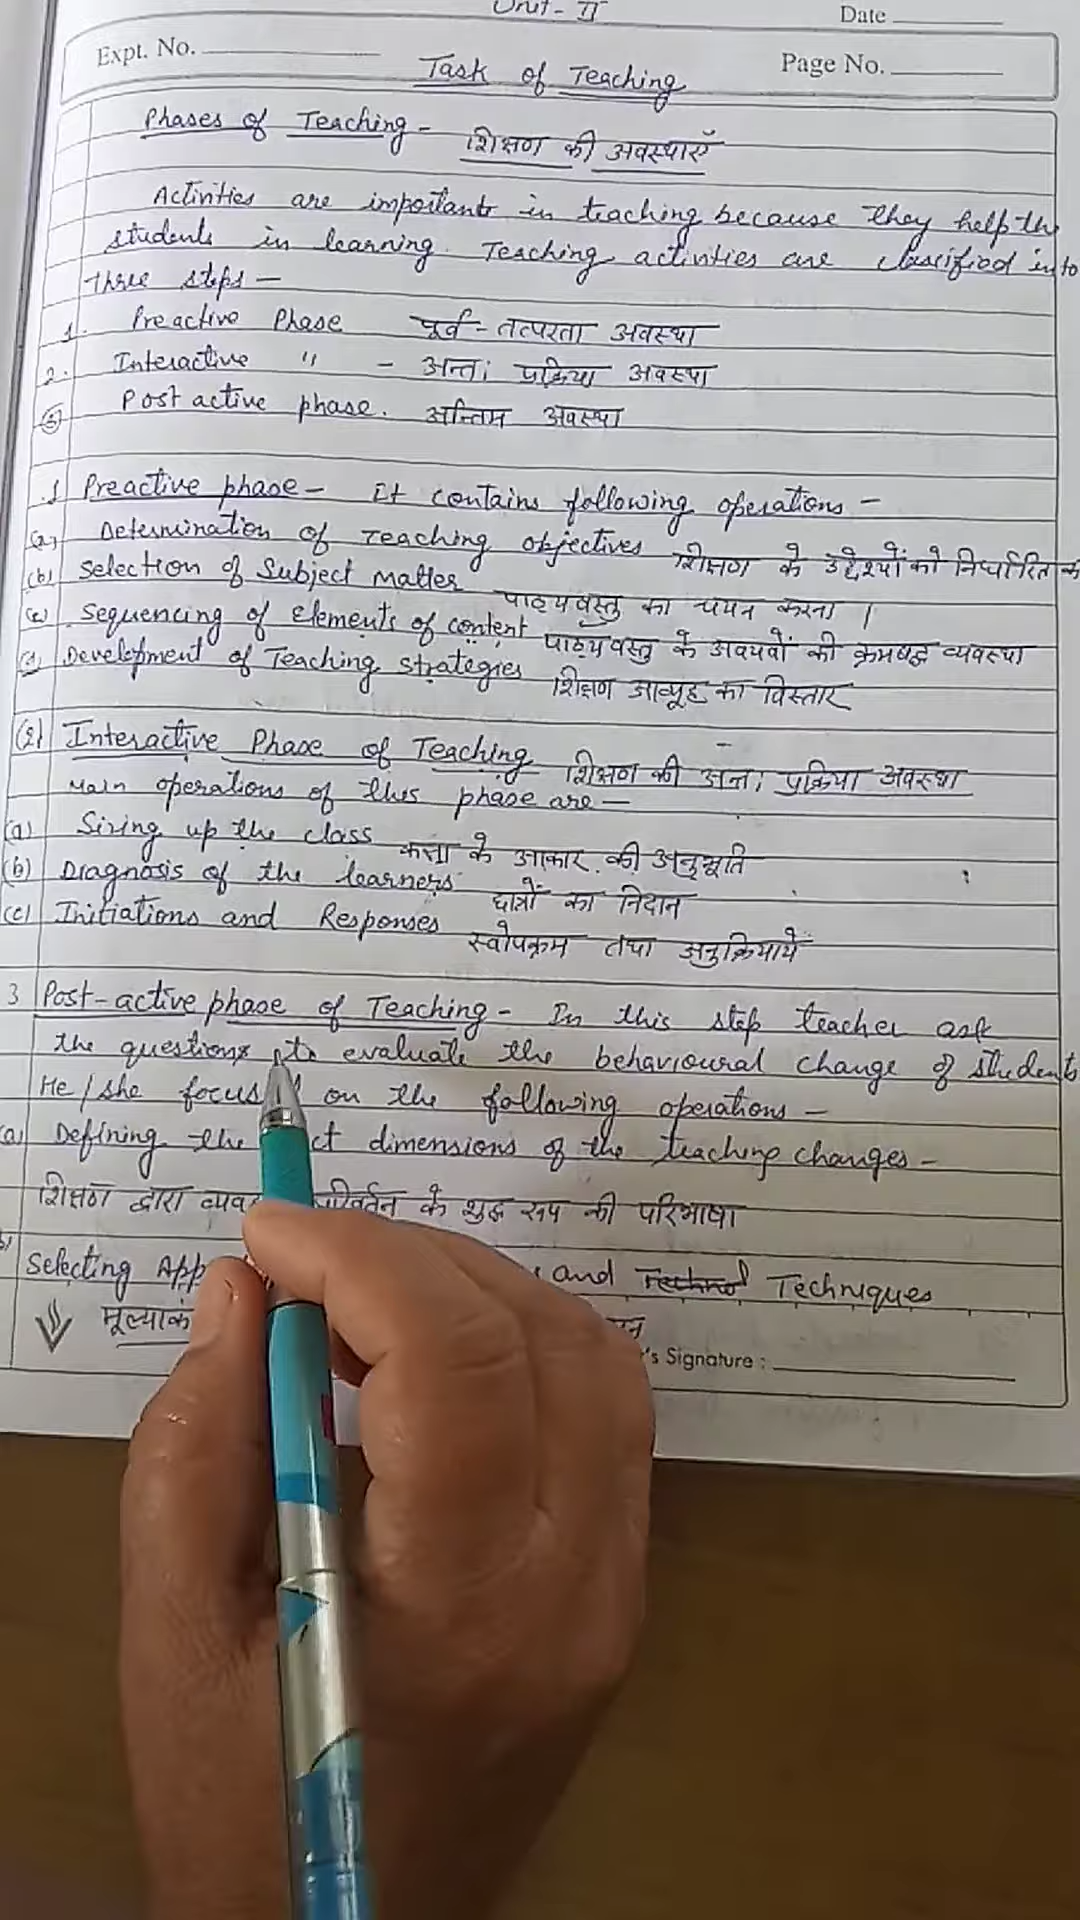 Unit - II
Date
Expt. No.
Page No.
Task of Teaching
Phases of Teaching - शिक्षण की अवस्थाएँ
Activities are important in teaching because they help the
students in learning. Teaching activities are classified into
three steps —
1. Preactive Phase पूर्व - तत्परता अवस्था
2. Interactive " - अन्तः प्रक्रिया अवस्था
3 Post active phase. अन्तिम अवस्था
1 Preactive phase - It contains following operations -
(a) Determination of Teaching objectives शिक्षण के उद्देश्यों को निर्धारित
(b) Selection of Subject Matter पाठ्यवस्तु का चयन करना ।
(c) Sequencing of Elements of content पाठ्यवस्तु के अवयवों की क्रमबद्ध व्यवस्था
(d) Development of Teaching strategies शिक्षण आव्यूह का विस्तार
(2) Interactive Phase of Teaching शिक्षण की अन्तः प्रक्रिया अवस्था
Main operations of this phase are —
(a) Sizing up the class कक्षा के आकार की अनुभूति
(b) Diagnosis of the learners छात्रों का निदान
(c) Initiations and Responses स्वोपक्रम तथा अनुक्रियायें
3 Post-active phase of Teaching - In this step teacher ask
the questions to evaluate the behavioural change of students
He/she focus on the following operations —
(a) Defining the dimensions of the teaching changes -
शिक्षण द्वारा के शुद्ध रूप की परिभाषा
Selecting and Techniques
's Signature :